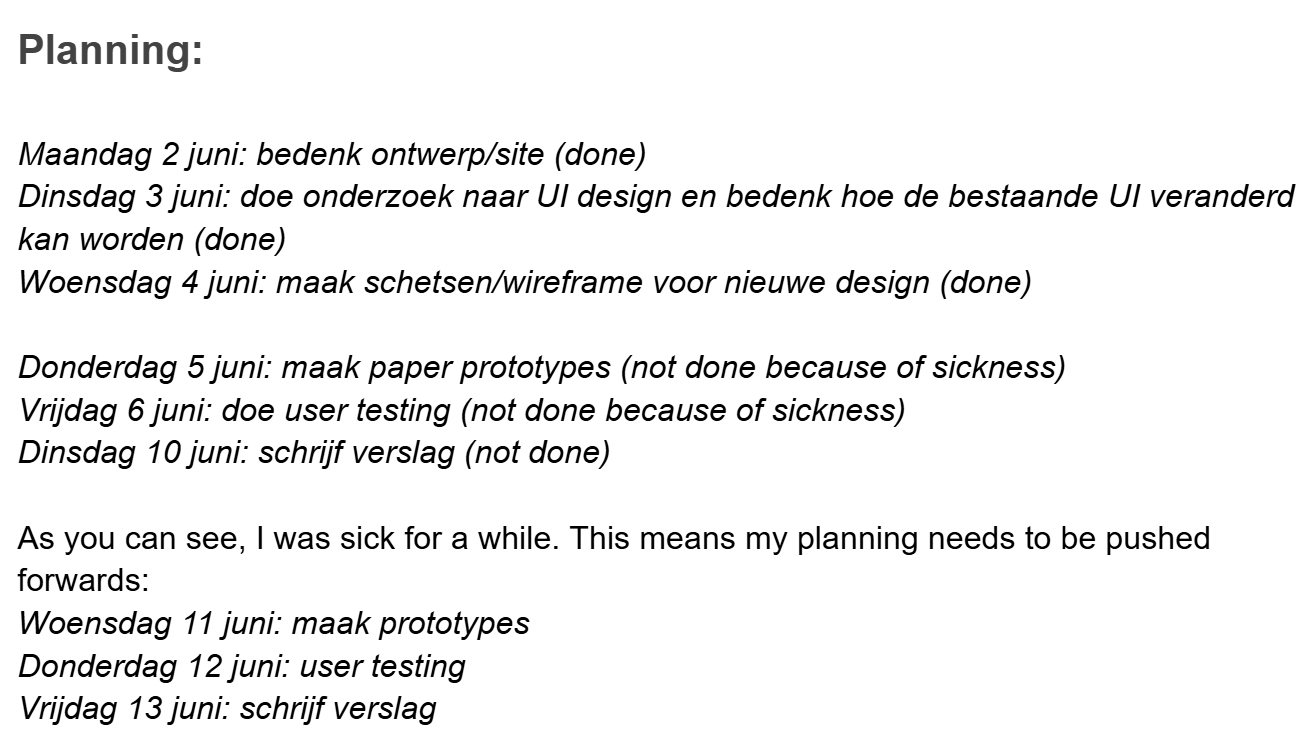 Planning:
Maandag 2 juni: bedenk ontwerp/site (done)
Dinsdag 3 juni: doe onderzoek naar UI design en bedenk hoe de bestaande UI veranderd
kan worden (done)
Woensdag 4 juni: maak schetsen/wireframe voor nieuwe design (done)
Donderdag 5 juni: maak paper prototypes (not done because of sickness)
Vrijdag 6 juni: doe user testing (not done because of sickness)
Dinsdag 10 juni: schrijf verslag (not done)
As you can see, I was sick for a while. This means my planning needs to be pushed
forwards:
Woensdag 11 juni: maak prototypes
Donderdag 12 juni: user testing
Vrijdag 13 juni: schrijf verslag